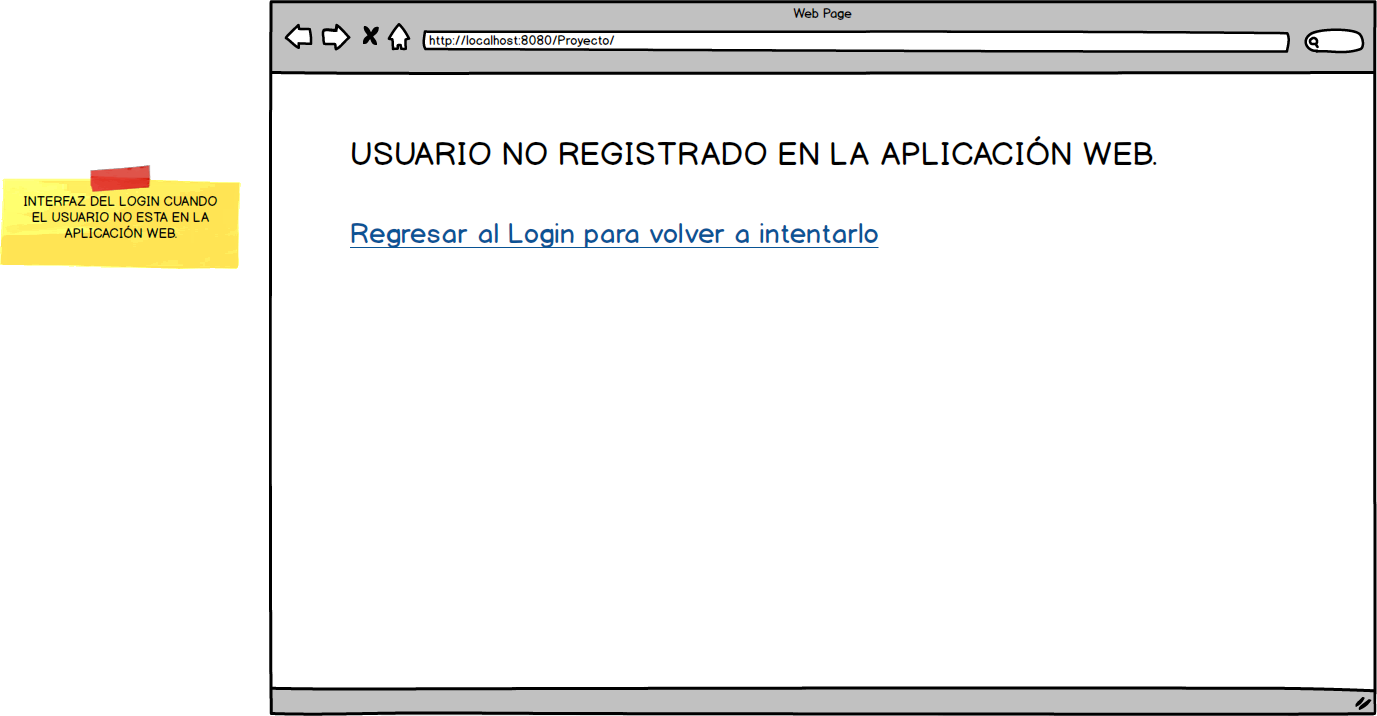 Web Page
http://localhost:8080/Proyecto/
USUARIO NO REGISTRADO EN LA APLICACIÓN WEB.
Regresar al Login para volver a intentarlo
INTERFAZ DEL LOGIN CUANDO
EL USUARIO NO ESTA EN LA
APLICACIÓN WEB.